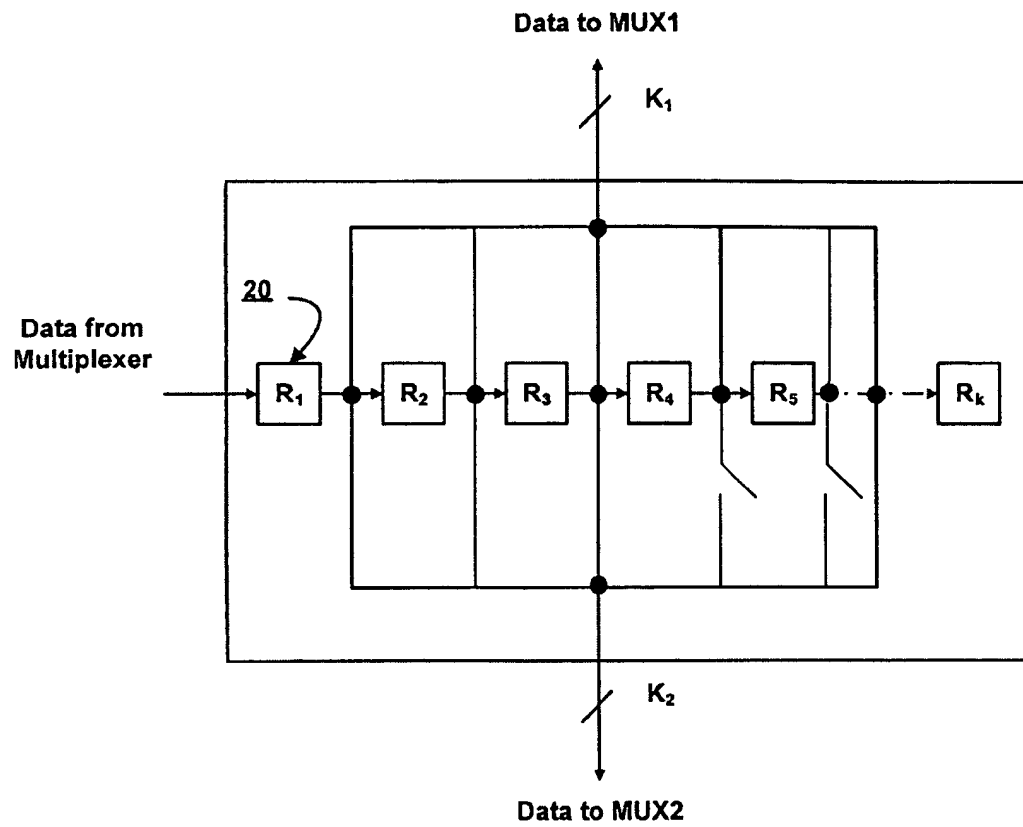 Data to MUX1
K₁
20
Data from
Multiplexer
R₁ R₂ R₃ R₄ R₅ Rₖ
K₂
Data to MUX2